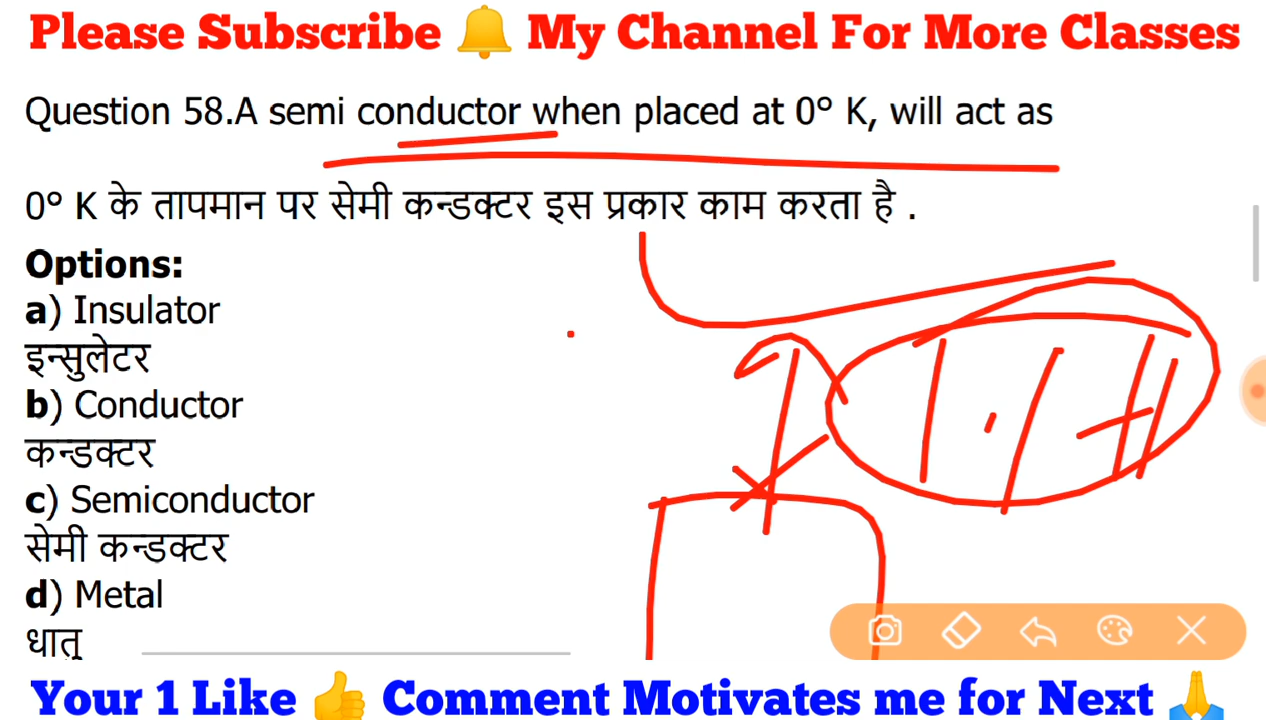 Please Subscribe 🔔 My Channel For More Classes
Question 58.A semi conductor when placed at 0° K, will act as
0° K के तापमान पर सेमी कन्डक्टर इस प्रकार काम करता है .
Options:
a) Insulator
इन्सुलेटर
b) Conductor
कन्डक्टर
c) Semiconductor
सेमी कन्डक्टर
d) Metal
धातु
Your 1 Like 👍 Comment Motivates me for Next 🙏